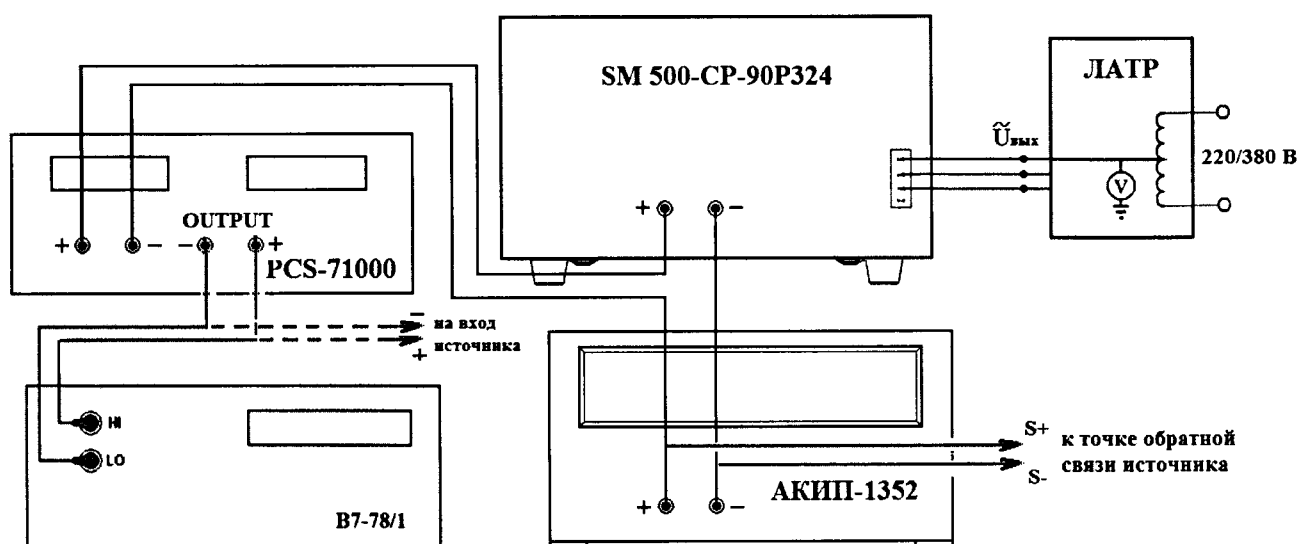 SM 500-CP-90P324
ЛАТР
Ũвых
220/380 В
V
+ -
OUTPUT
+ - - +
PCS-71000
- на вход
+ источника
HI
LO
В7-78/1
S+ к точке обратной
S- связи источника
АКИП-1352
+ -